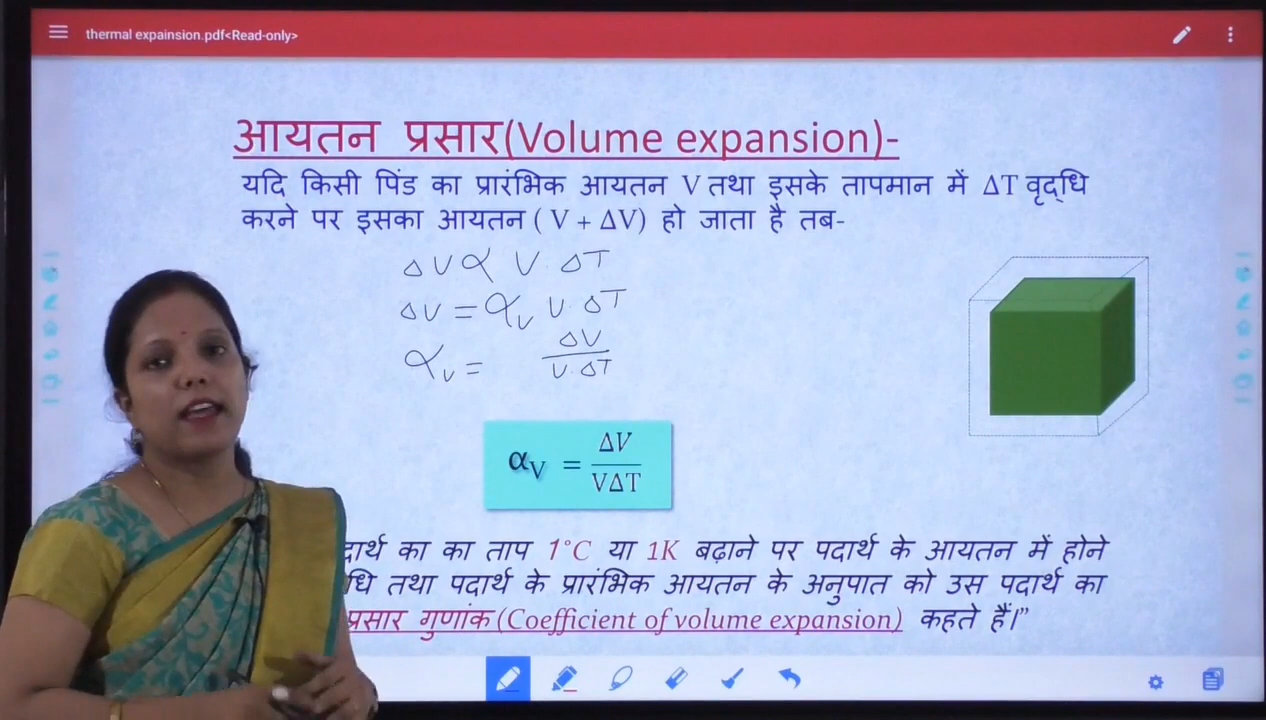 thermal expainsion.pdf<Read-only>
आयतन प्रसार(Volume expansion)-
यदि किसी पिंड का प्रारंभिक आयतन V तथा इसके तापमान में ΔT वृद्धि
करने पर इसका आयतन ( V + ΔV) हो जाता है तब-
ΔV ∝ V. ΔT
ΔV = αᵥ V. ΔT
αᵥ = ΔV / V. ΔT
α_V = ΔV / VΔT
का का ताप 1°C या 1K बढ़ाने पर पदार्थ के आयतन में होने
तथा पदार्थ के प्रारंभिक आयतन के अनुपात को उस पदार्थ का
प्रसार गुणांक(Coefficient of volume expansion) कहते हैं।”